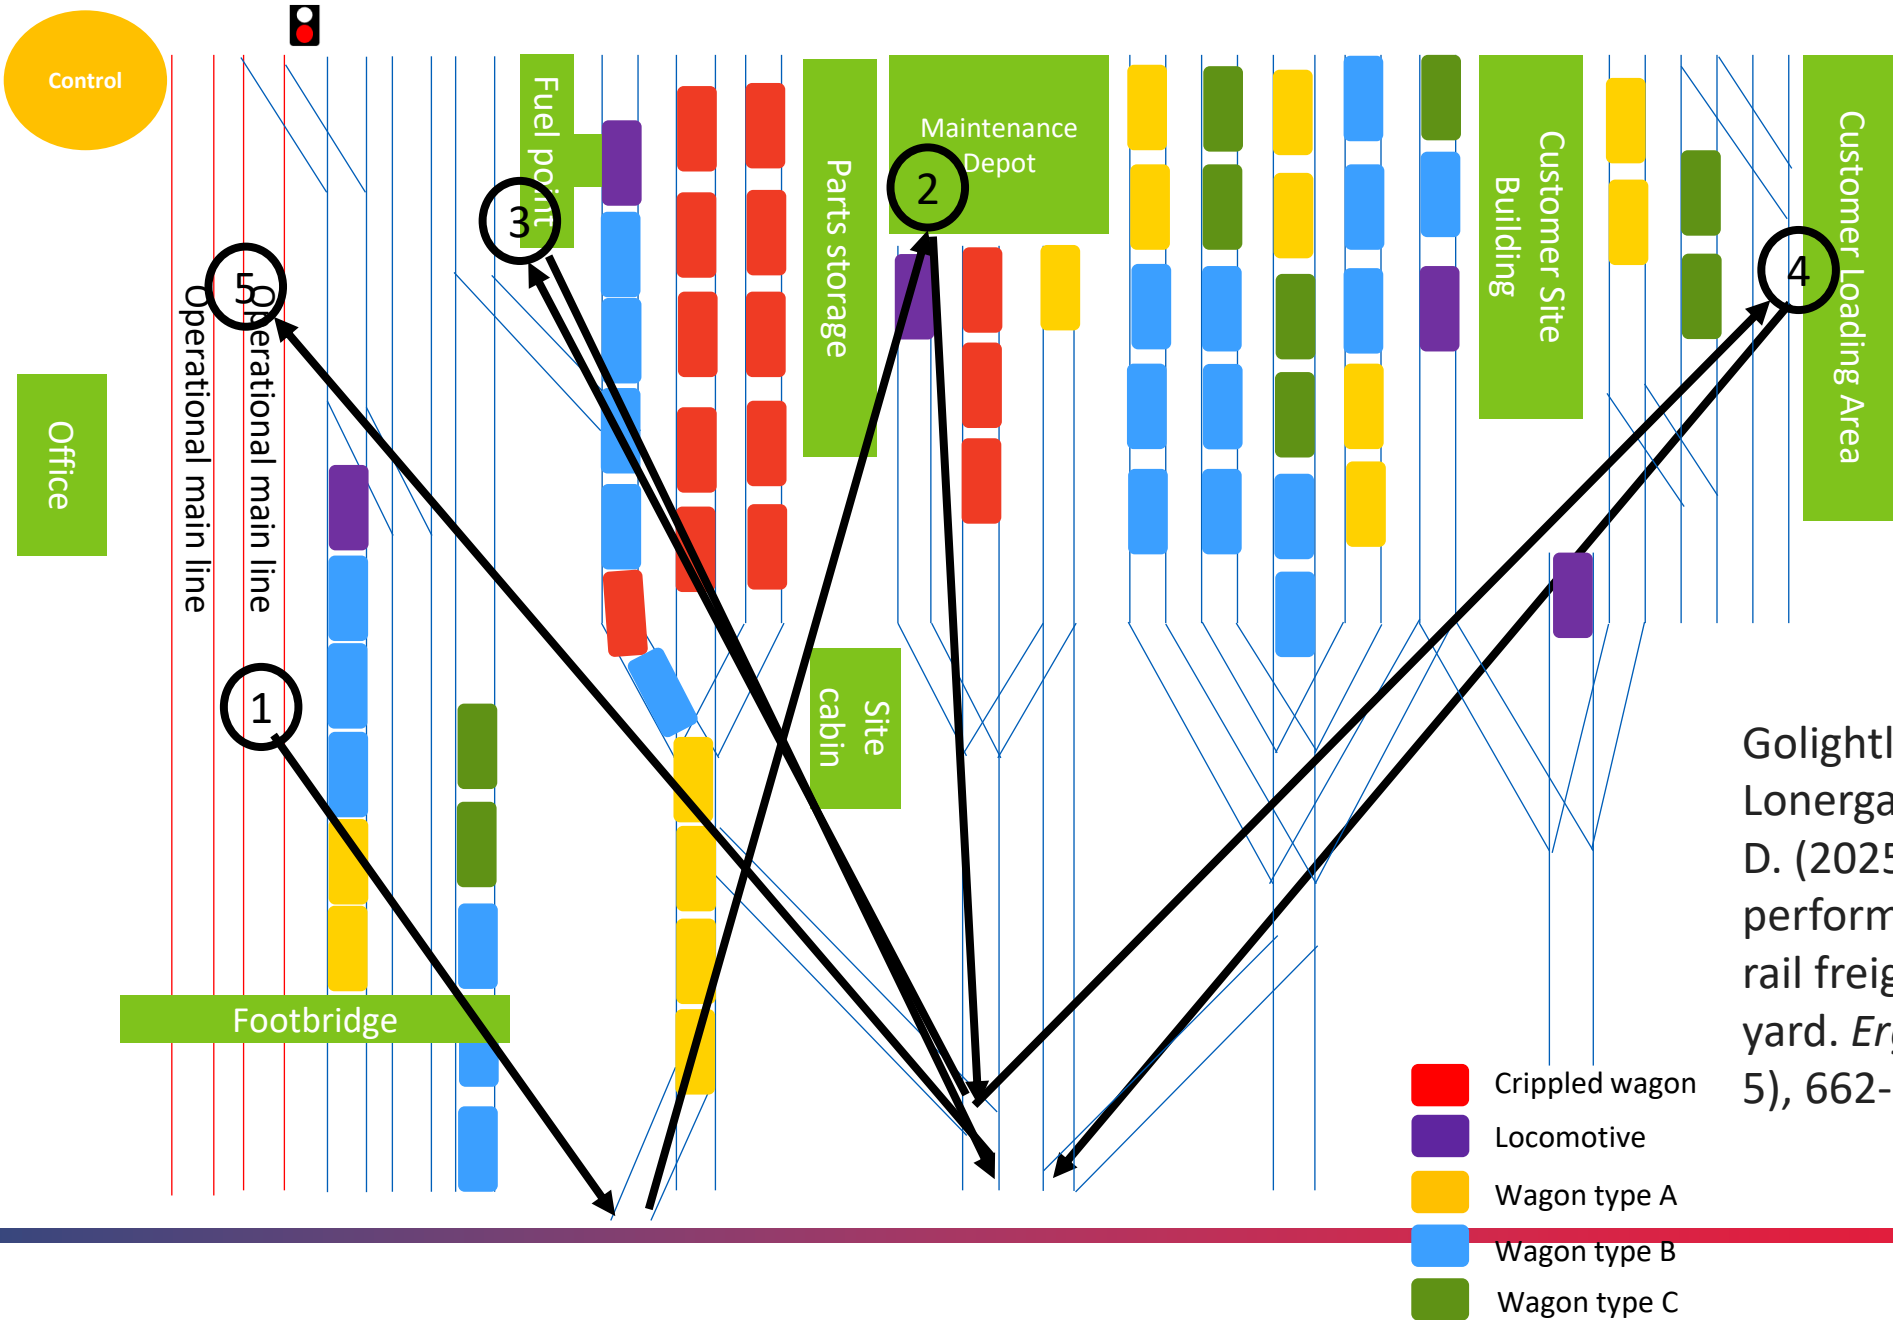 Control
Fuel point
Maintenance
Depot
Parts storage
Customer Site
Building
Customer Loading Area
1
2
3
4
5
Operational main line
Operational main line
Office
Site
cabin
Footbridge
Golightl
Lonerga
D. (2025
perform
rail freig
yard. Er
5), 662-
Crippled wagon
Locomotive
Wagon type A
Wagon type B
Wagon type C